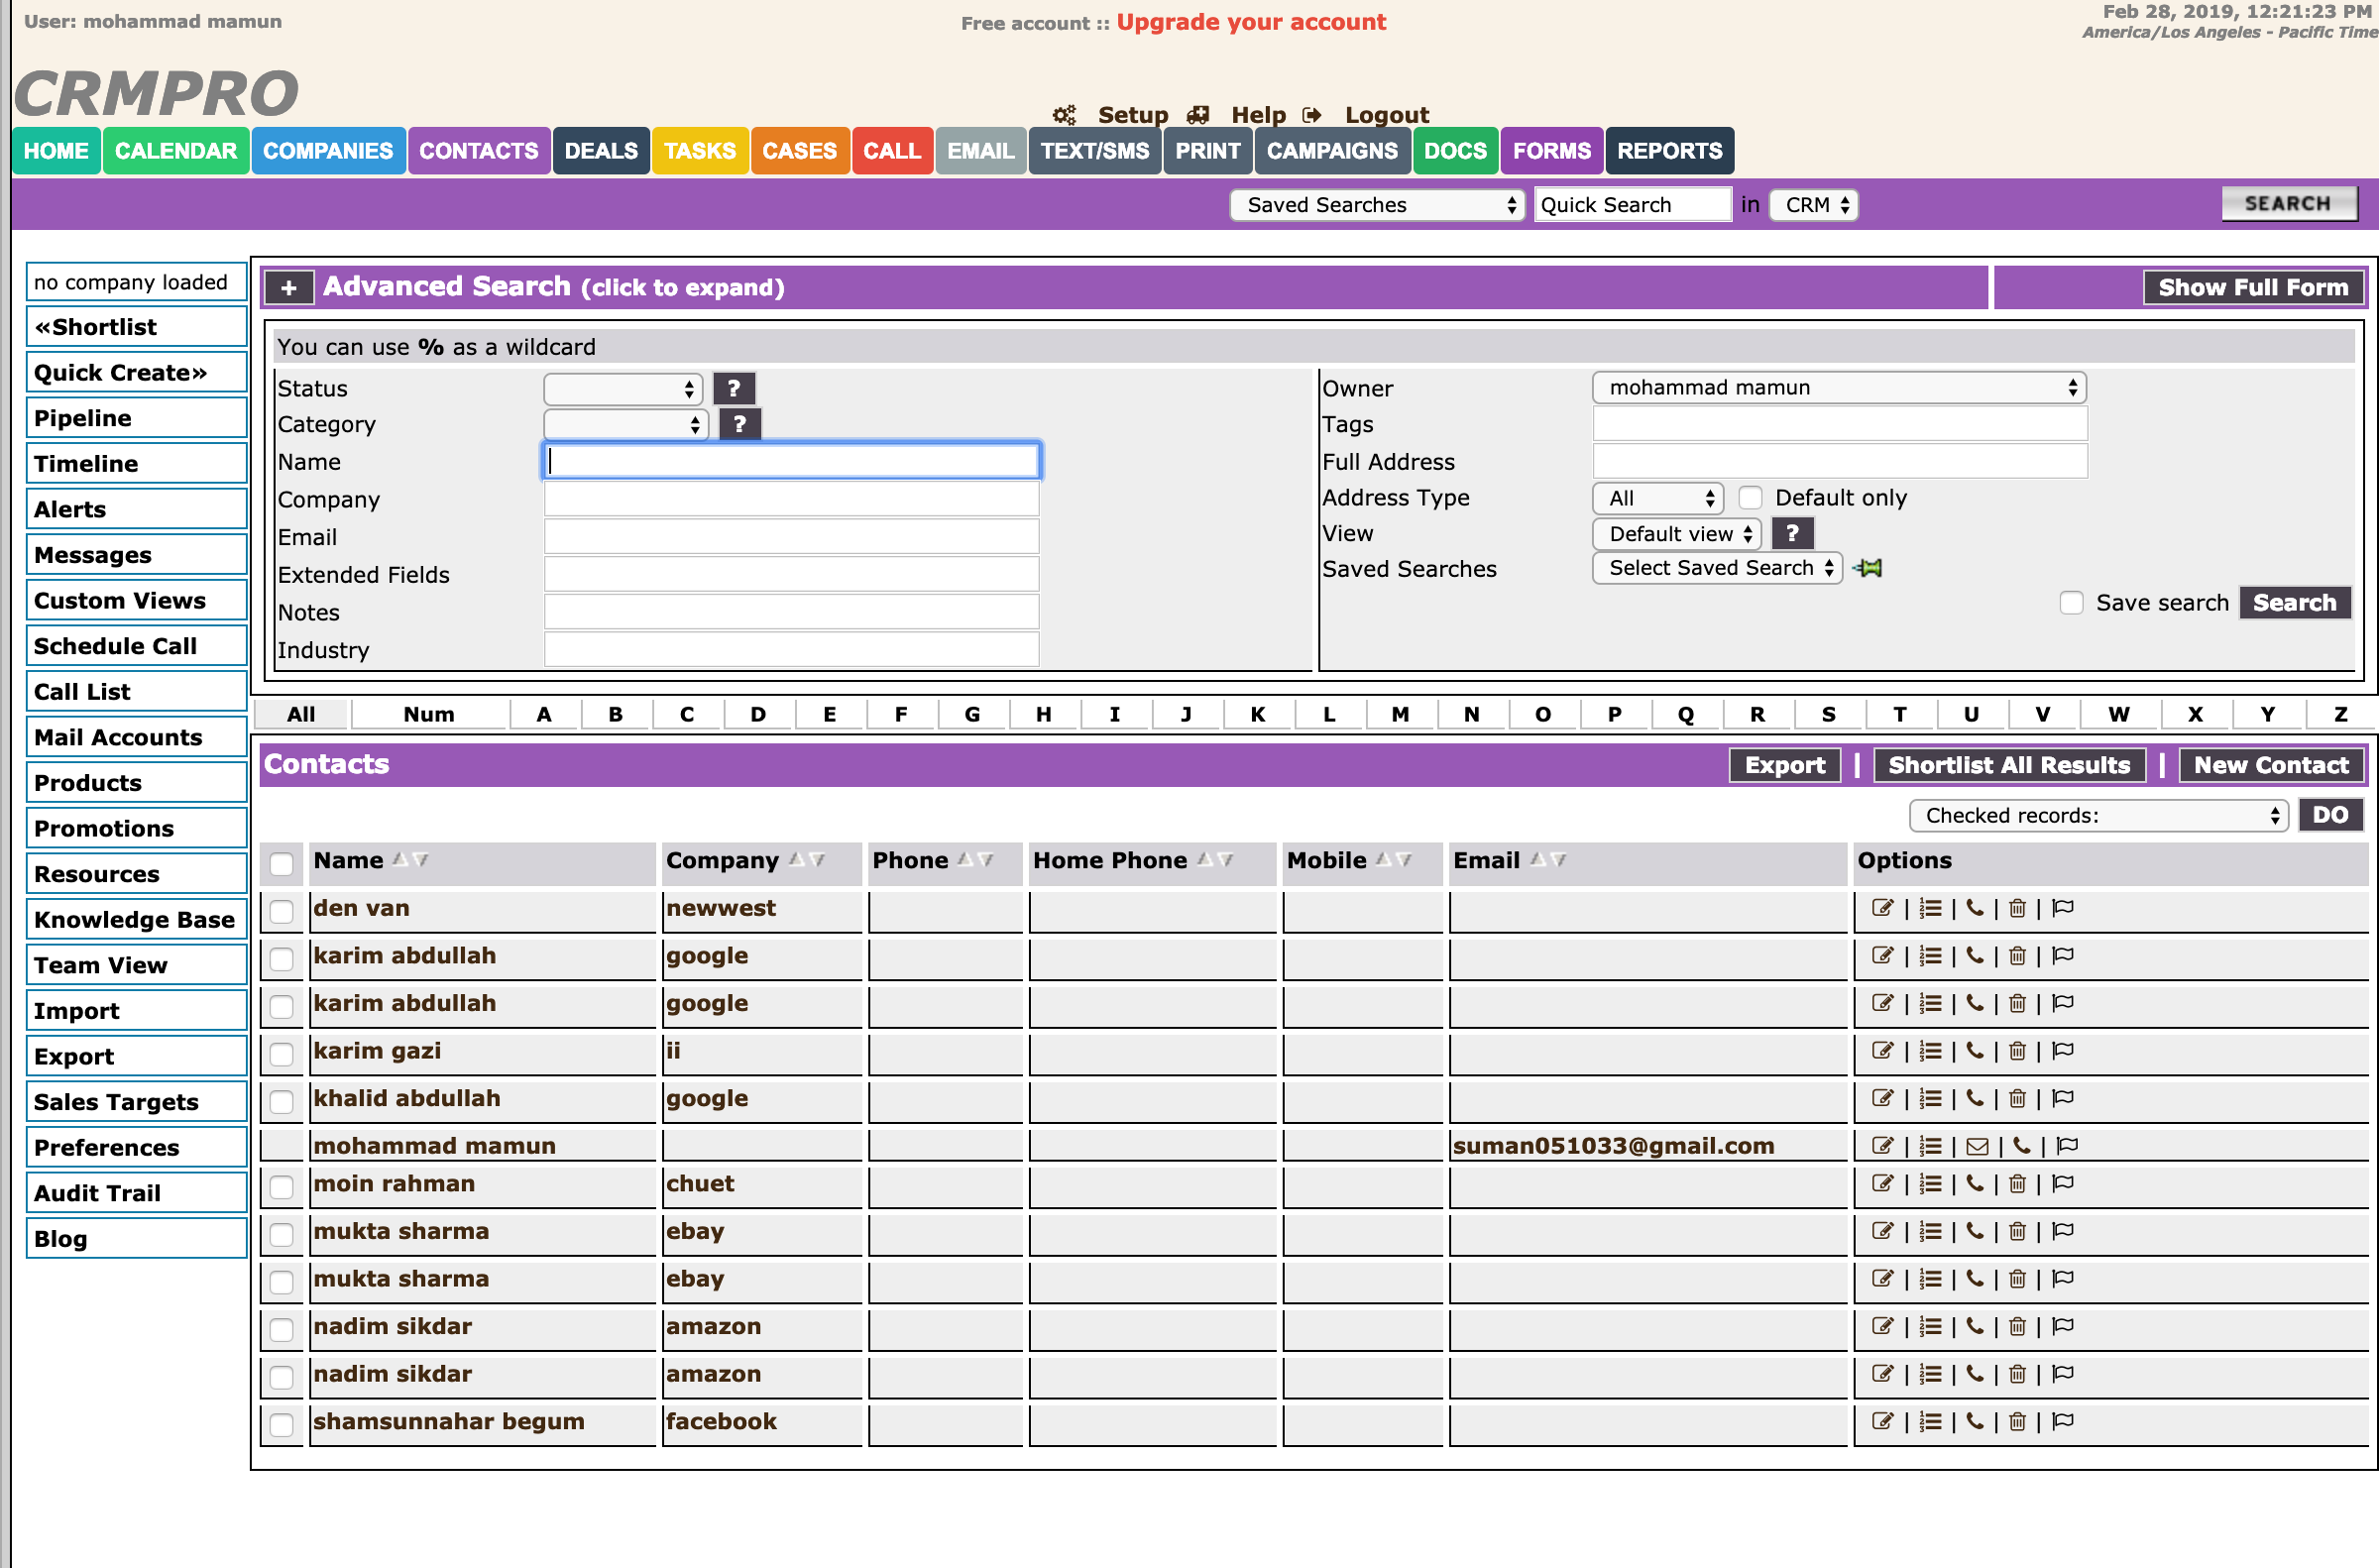 User: mohammad mamun
Free account :: Upgrade your account
Feb 28, 2019, 12:21:23 PM
America/Los Angeles - Pacific Time
CRMPRO
Setup Help Logout
HOME CALENDAR COMPANIES CONTACTS DEALS TASKS CASES CALL EMAIL TEXT/SMS PRINT CAMPAIGNS DOCS FORMS REPORTS
Saved Searches Quick Search in CRM SEARCH
no company loaded
«Shortlist
Quick Create»
Pipeline
Timeline
Alerts
Messages
Custom Views
Schedule Call
Call List
Mail Accounts
Products
Promotions
Resources
Knowledge Base
Team View
Import
Export
Sales Targets
Preferences
Audit Trail
Blog
+ Advanced Search (click to expand) Show Full Form
You can use % as a wildcard
Status ?
Category ?
Name
Company
Email
Extended Fields
Notes
Industry
Owner mohammad mamun
Tags
Full Address
Address Type All Default only
View Default view ?
Saved Searches Select Saved Search
Save search Search
All Num A B C D E F G H I J K L M N O P Q R S T U V W X Y Z
Contacts Export | Shortlist All Results | New Contact
Checked records: DO
Name Company Phone Home Phone Mobile Email Options
den van newwest | | | |
karim abdullah google | | | |
karim abdullah google | | | |
karim gazi ii | | | |
khalid abdullah google | | | |
mohammad mamun suman051033@gmail.com | | | |
moin rahman chuet | | | |
mukta sharma ebay | | | |
mukta sharma ebay | | | |
nadim sikdar amazon | | | |
nadim sikdar amazon | | | |
shamsunnahar begum facebook | | | |